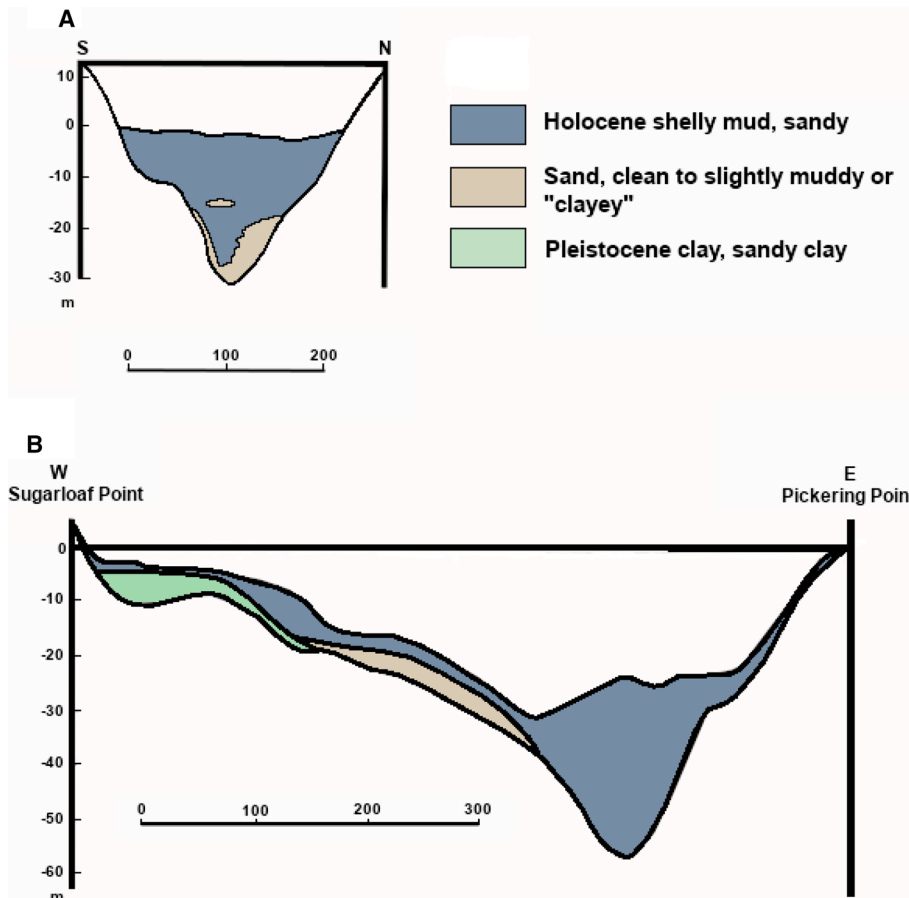 A
S N
10
0
-10
-20
-30
m
0 100 200
Holocene shelly mud, sandy
Sand, clean to slightly muddy or
"clayey"
Pleistocene clay, sandy clay
B
W E
Sugarloaf Point Pickering Poin
0
-10
-20
-30
-40
-50
-60
m
0 100 200 300